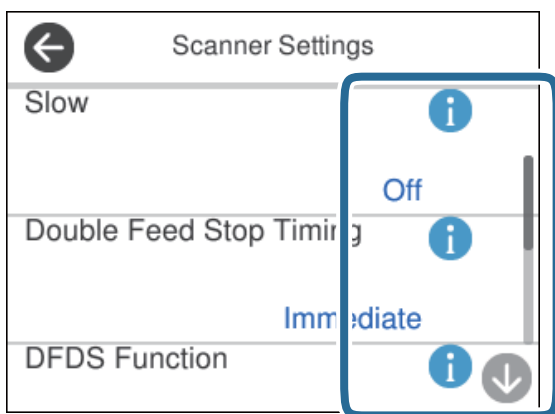 Scanner Settings
Slow
i
Off
Double Feed Stop Timing
i
Immediate
DFDS Function
i